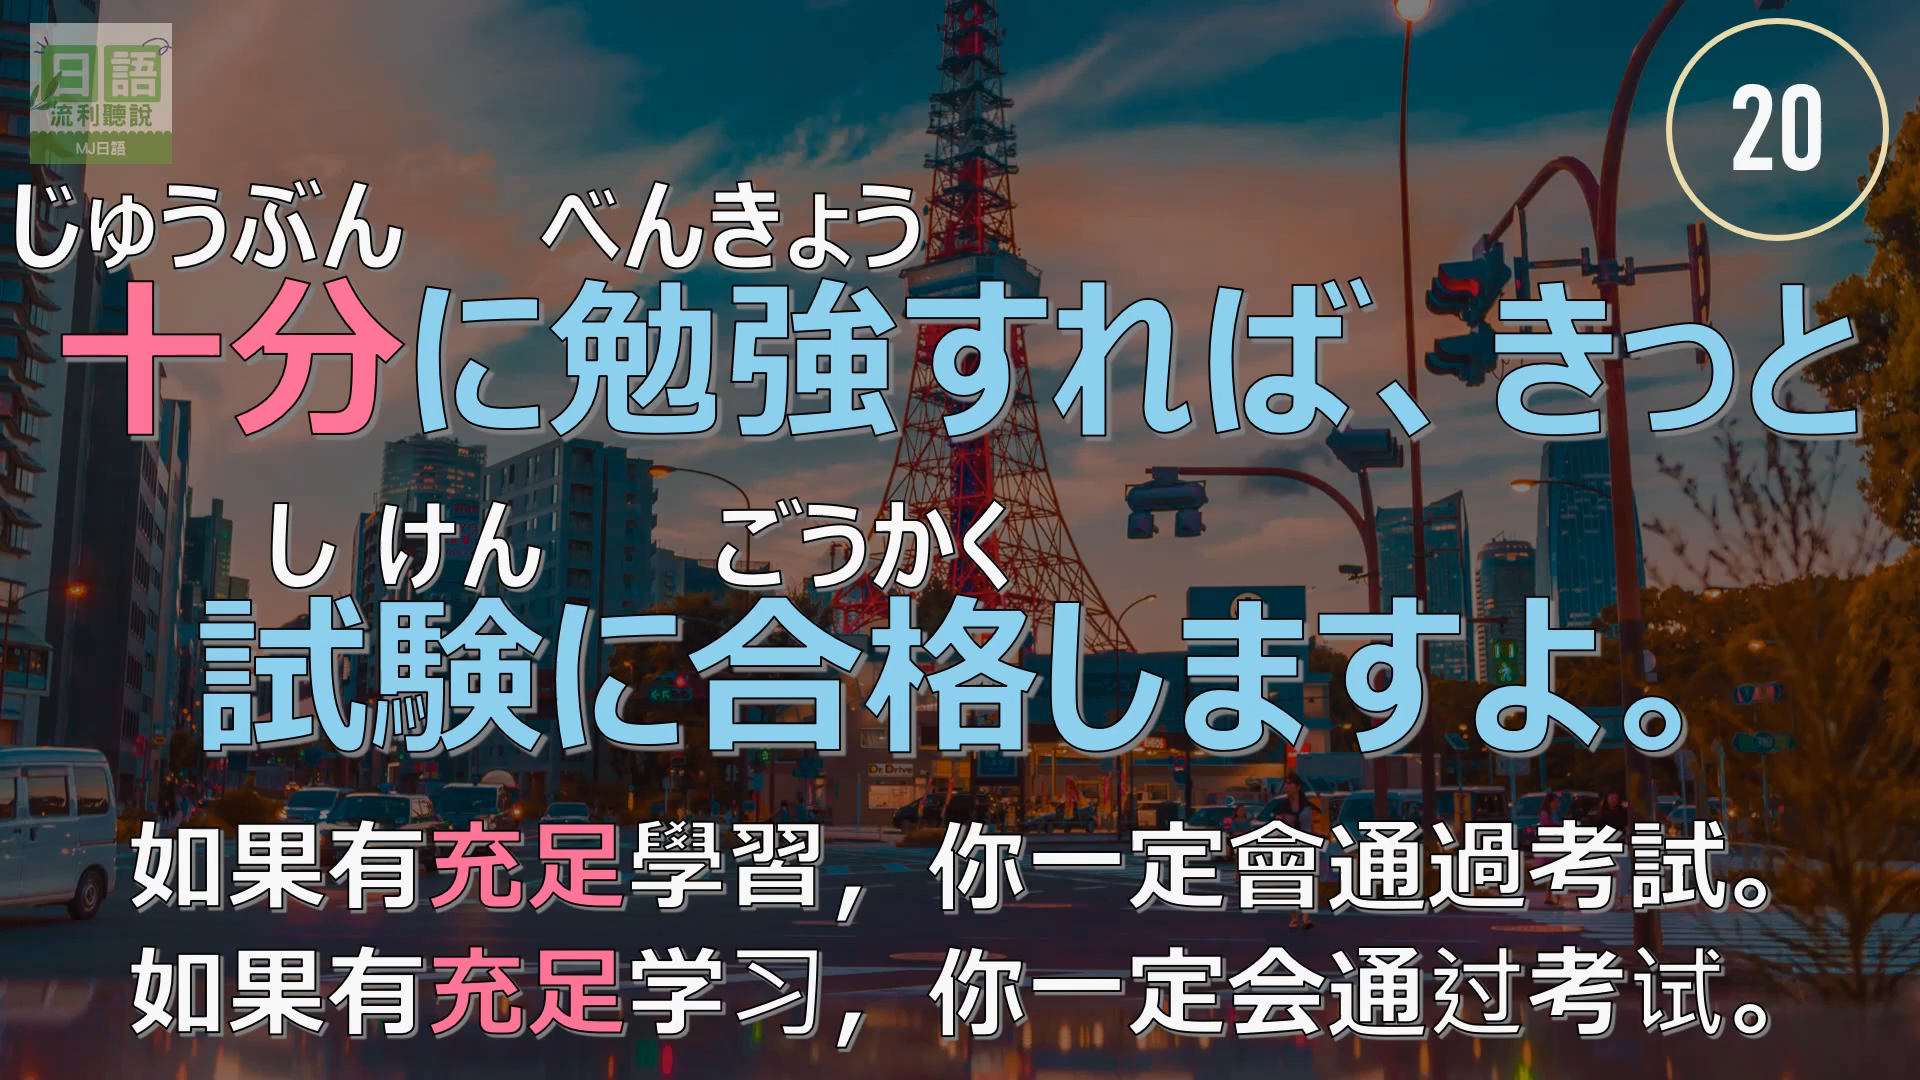 日語
流利聽說
MJ日語
20
じゅうぶん べんきょう
十分に勉強すれば、きっと
し けん ごうかく
試験に合格しますよ。
如果有充足學習，你一定會通過考試。
如果有充足学习，你一定会通过考试。
Dr.Drive